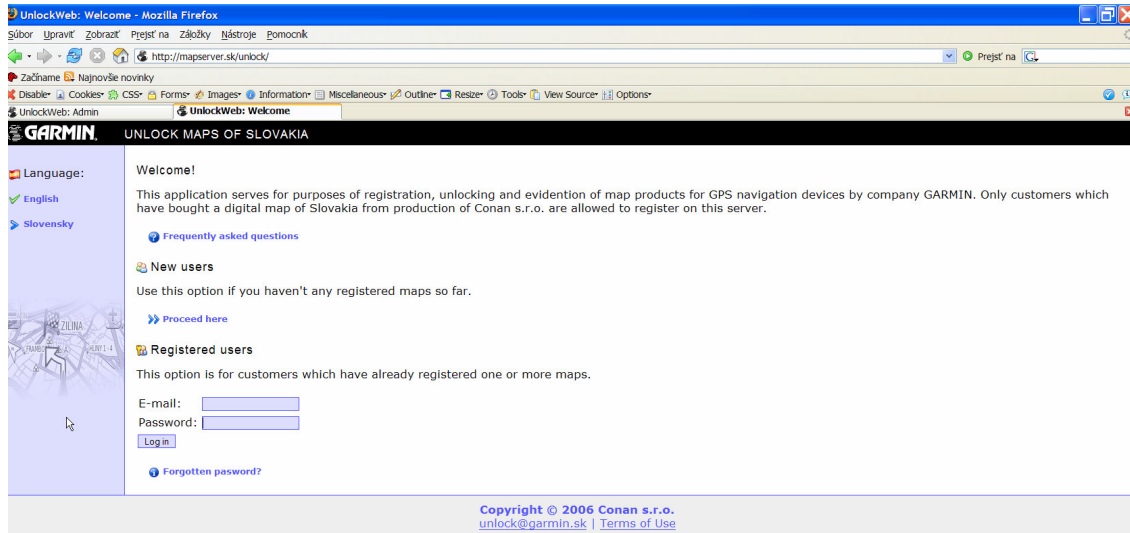 UnlockWeb: Welcome - Mozilla Firefox
Súbor Upraviť Zobraziť Prejsť na Záložky Nástroje Pomocník
http://mapserver.sk/unlock/ Prejsť na
Začíname Najnovšie novinky
Disable Cookies CSS Forms Images Information Miscellaneous Outline Resize Tools View Source Options
UnlockWeb: Admin UnlockWeb: Welcome
GARMIN. UNLOCK MAPS OF SLOVAKIA
Language:
English
Slovensky
ZILINA
Welcome!
This application serves for purposes of registration, unlocking and evidention of map products for GPS navigation devices by company GARMIN. Only customers which
have bought a digital map of Slovakia from production of Conan s.r.o. are allowed to register on this server.
Frequently asked questions
New users
Use this option if you haven't any registered maps so far.
Proceed here
Registered users
This option is for customers which have already registered one or more maps.
E-mail:
Password:
Log in
Forgotten pasword?
Copyright © 2006 Conan s.r.o.
unlock@garmin.sk | Terms of Use